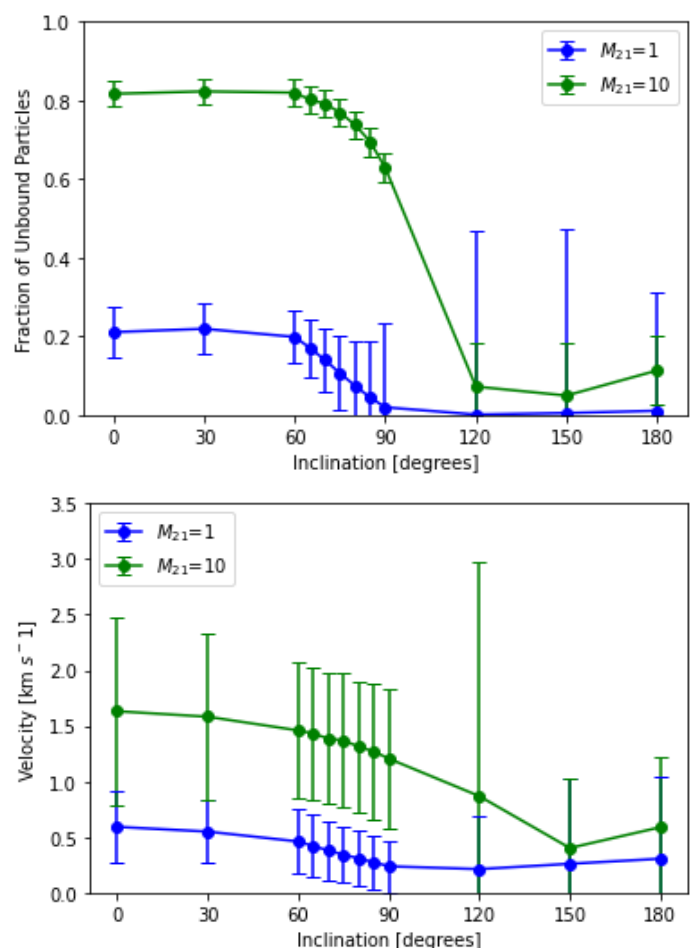 1.0
0.8
0.6
0.4
0.2
0.0
Fraction of Unbound Particles
M₂₁=1
M₂₁=10
0 30 60 90 120 150 180
Inclination [degrees]
3.5
3.0
2.5
2.0
1.5
1.0
0.5
0.0
Velocity [km s⁻1]
M₂₁=1
M₂₁=10
0 30 60 90 120 150 180
Inclination [degrees]